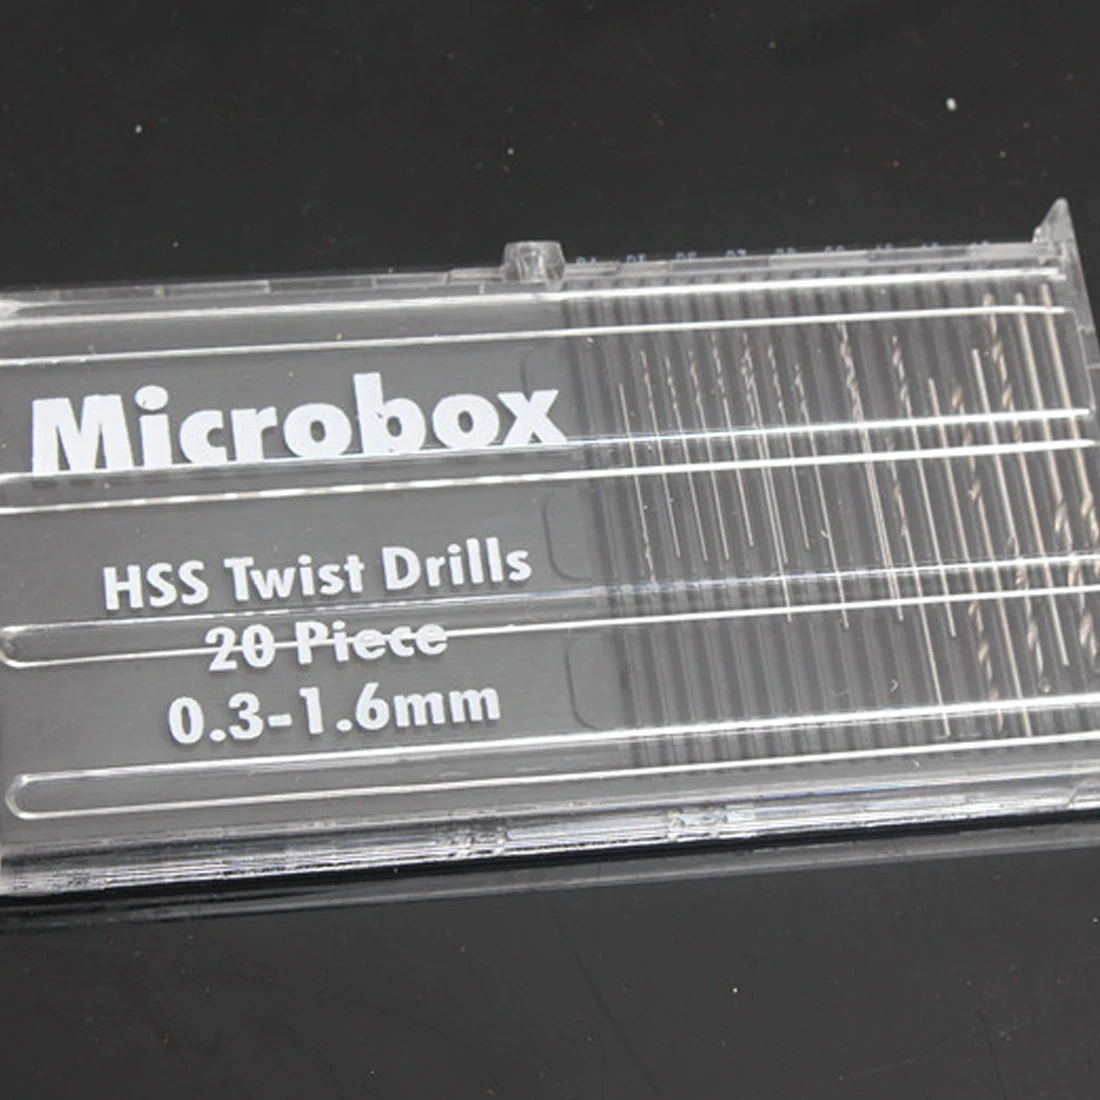 Microbox
HSS Twist Drills
20 Piece
0.3-1.6mm